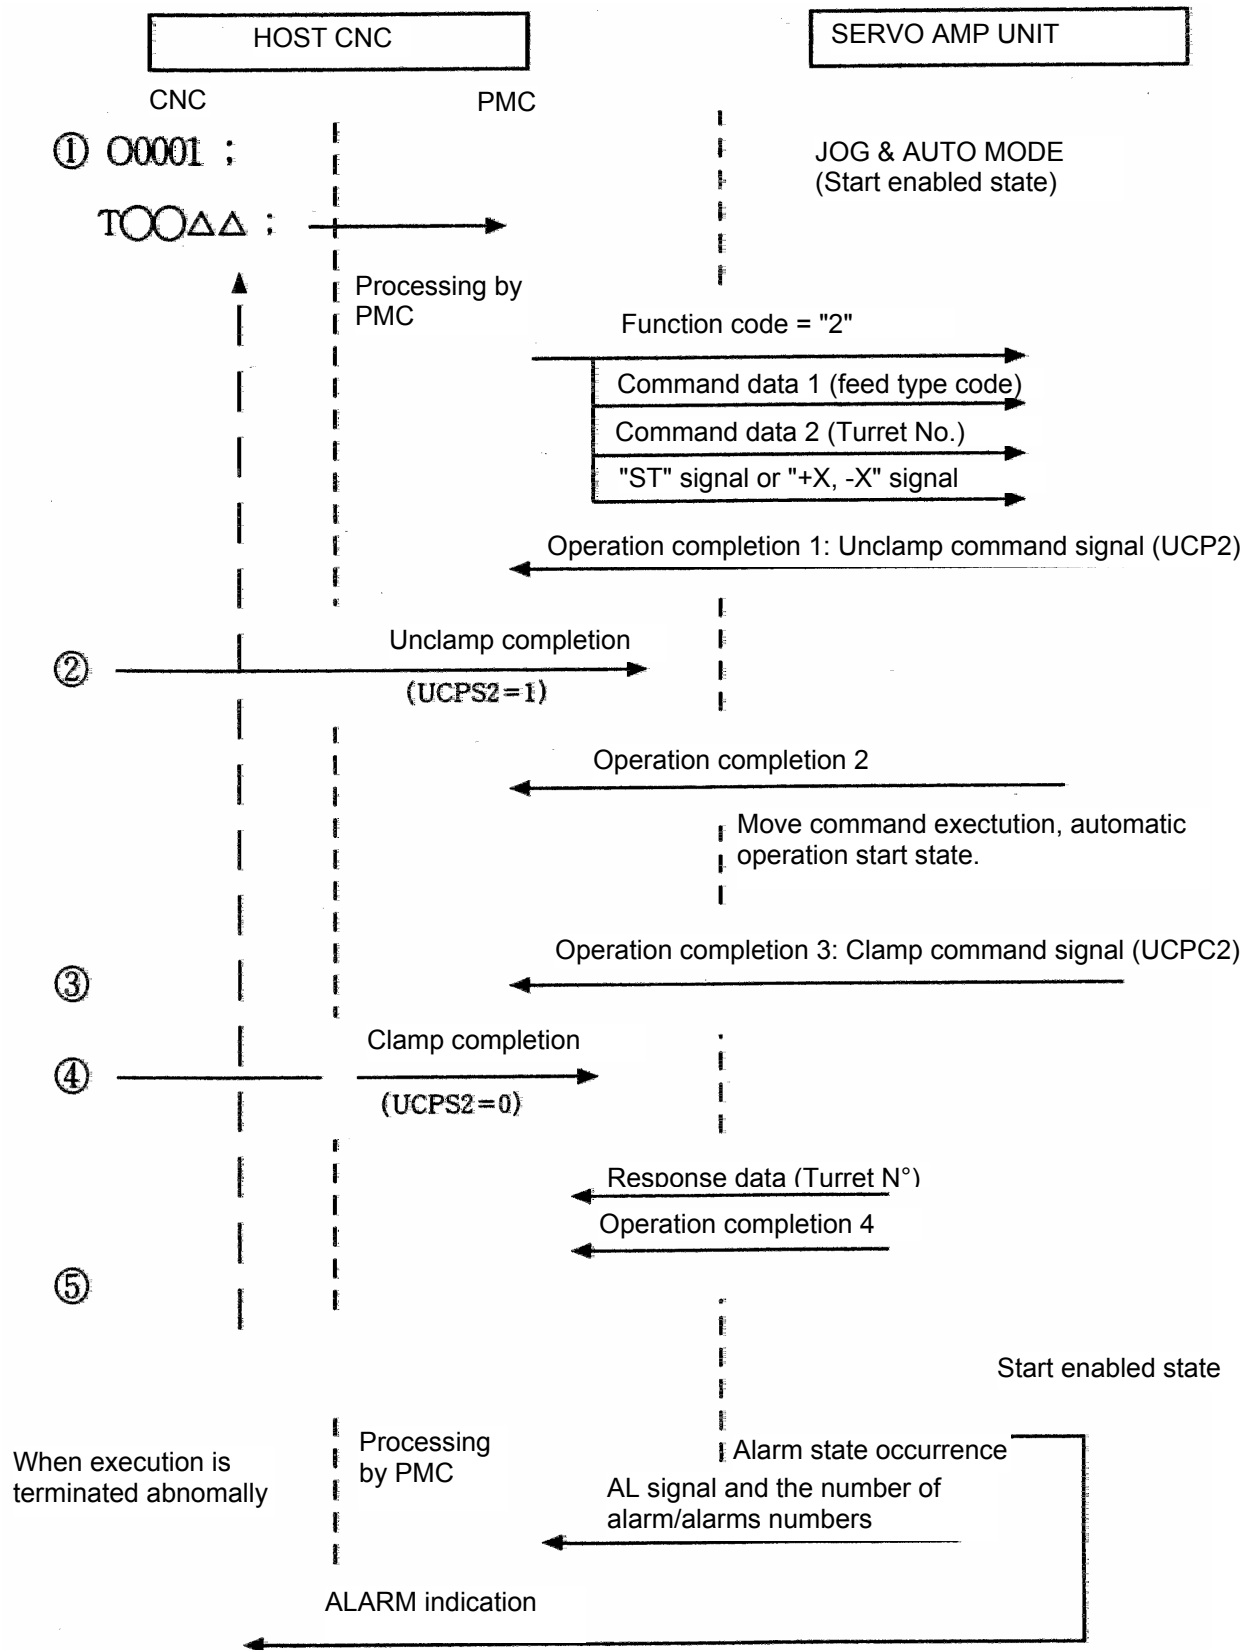 HOST CNC
SERVO AMP UNIT
CNC
PMC
① O0001 ;
JOG & AUTO MODE
(Start enabled state)
T○○△△ ;
Processing by
PMC
Function code = "2"
Command data 1 (feed type code)
Command data 2 (Turret No.)
"ST" signal or "+X, -X" signal
Operation completion 1: Unclamp command signal (UCP2)
②
Unclamp completion
(UCPS2=1)
Operation completion 2
Move command exectution, automatic
operation start state.
Operation completion 3: Clamp command signal (UCPC2)
③
Clamp completion
④
(UCPS2=0)
Response data (Turret N°)
Operation completion 4
⑤
Start enabled state
When execution is
terminated abnomally
Processing
by PMC
Alarm state occurrence
AL signal and the number of
alarm/alarms numbers
ALARM indication